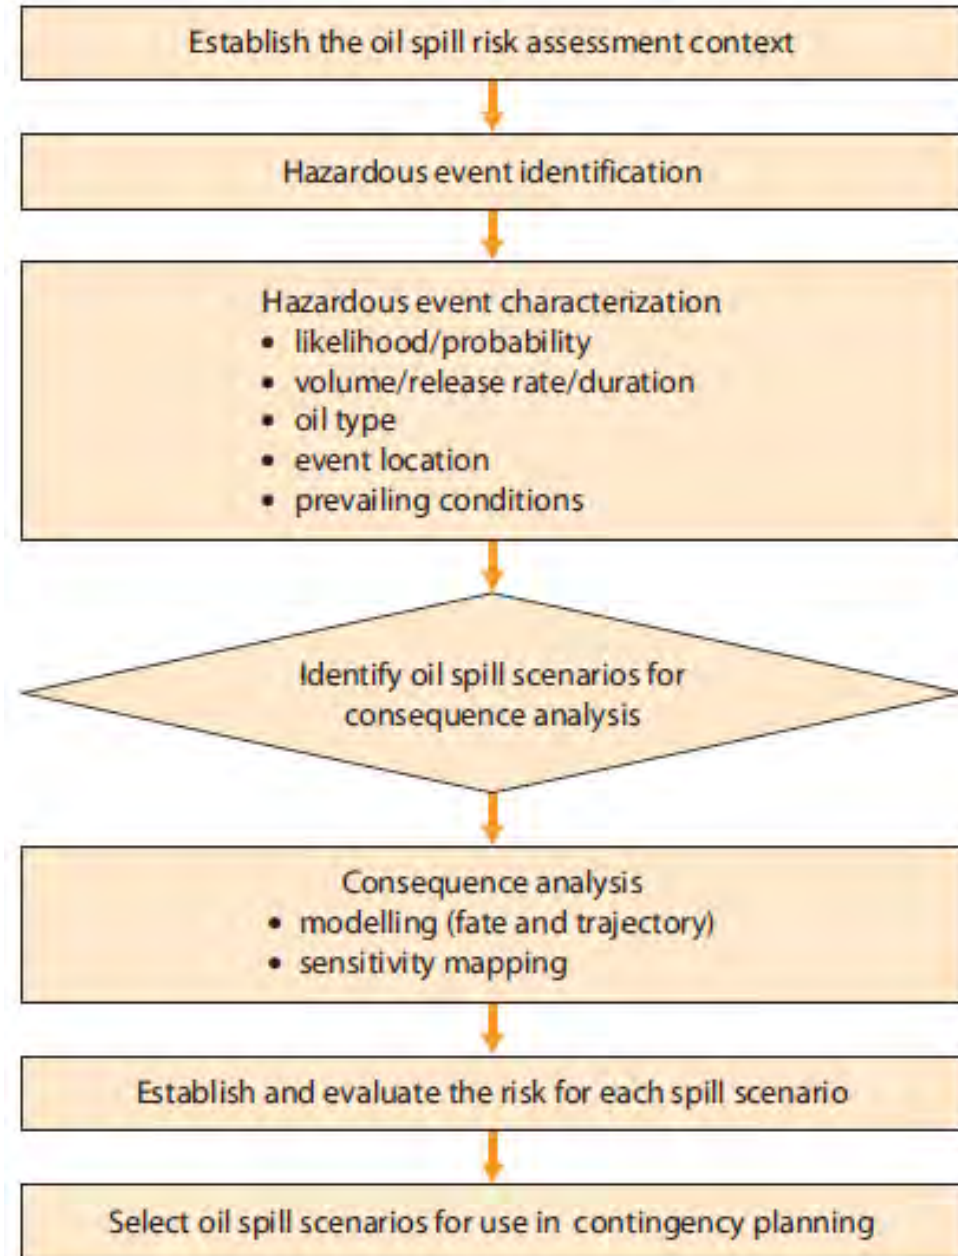 Establish the oil spill risk assessment context
Hazardous event identification
Hazardous event characterization
• likelihood/probability
• volume/release rate/duration
• oil type
• event location
• prevailing conditions
Identify oil spill scenarios for
consequence analysis
Consequence analysis
• modelling (fate and trajectory)
• sensitivity mapping
Establish and evaluate the risk for each spill scenario
Select oil spill scenarios for use in contingency planning